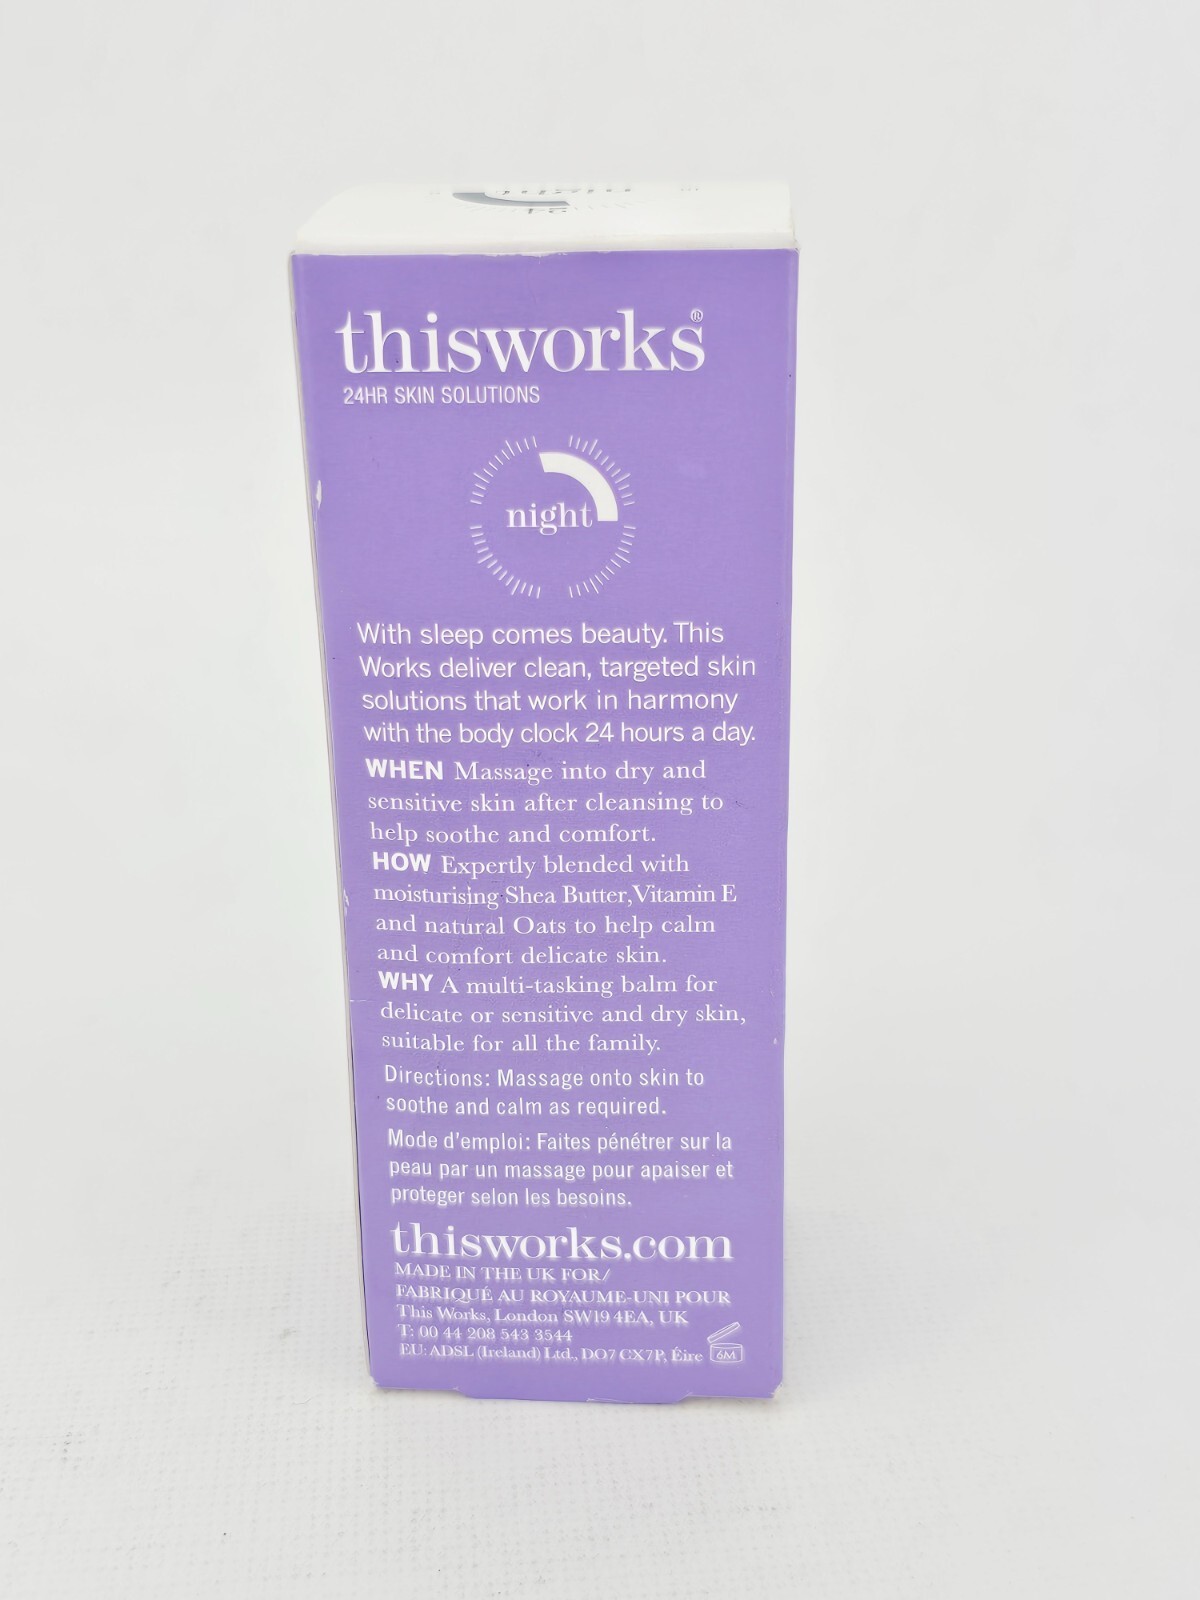 thisworks®
24HR SKIN SOLUTIONS
night
With sleep comes beauty. This
Works deliver clean, targeted skin
solutions that work in harmony
with the body clock 24 hours a day.
WHEN Massage into dry and
sensitive skin after cleansing to
help soothe and comfort.
HOW Expertly blended with
moisturising Shea Butter,Vitamin E
and natural Oats to help calm
and comfort delicate skin.
WHY A multi-tasking balm for
delicate or sensitive and dry skin,
suitable for all the family.
Directions: Massage onto skin to
soothe and calm as required.
Mode d'emploi: Faites pénétrer sur la
peau par un massage pour apaiser et
proteger selon les besoins.
thisworks.com
MADE IN THE UK FOR/
FABRIQUÉ AU ROYAUME-UNI POUR
This Works, London SW19 4EA, UK
T: 00 44 208 543 3544
EU: ADSL (Ireland) Ltd., DO7 CX7P, Éire
6M